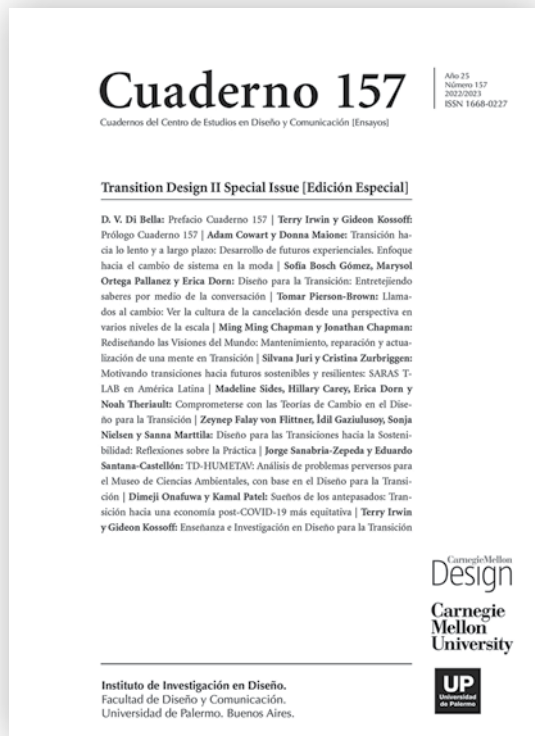 Cuaderno 157
Cuadernos del Centro de Estudios en Diseño y Comunicación [Ensayos]
Año 25
Número 157
2022/2023
ISSN 1668-0227
Transition Design II Special Issue [Edición Especial]
D. V. Di Bella: Prefacio Cuaderno 157 | Terry Irwin y Gideon Kossoff:
Prólogo Cuaderno 157 | Adam Cowart y Donna Maione: Transición ha-
cia lo lento y a largo plazo: Desarrollo de futuros experienciales. Enfoque
hacia el cambio de sistema en la moda | Sofía Bosch Gómez, Marysol
Ortega Pallanez y Erica Dorn: Diseño para la Transición: Entretejiendo
saberes por medio de la conversación | Tomar Pierson-Brown: Llama-
dos al cambio: Ver la cultura de la cancelación desde una perspectiva en
varios niveles de la escala | Ming Ming Chapman y Jonathan Chapman:
Rediseñando las Visiones del Mundo: Mantenimiento, reparación y actua-
lización de una mente en Transición | Silvana Juri y Cristina Zurbriggen:
Motivando transiciones hacia futuros sostenibles y resilientes: SARAS T-
LAB en América Latina | Madeline Sides, Hillary Carey, Erica Dorn y
Noah Theriault: Comprometerse con las Teorías de Cambio en el Dise-
ño para la Transición | Zeynep Falay von Flittner, İdil Gaziulusoy, Sonja
Nielsen y Sanna Marttila: Diseño para las Transiciones hacia la Sosteni-
bilidad: Reflexiones sobre la Práctica | Jorge Sanabria-Zepeda y Eduardo
Santana-Castellón: TD-HUMETAV: Análisis de problemas perversos para
el Museo de Ciencias Ambientales, con base en el Diseño para la Transi-
ción | Dimeji Onafuwa y Kamal Patel: Sueños de los antepasados: Tran-
sición hacia una economía post-COVID-19 más equitativa | Terry Irwin
y Gideon Kossoff: Enseñanza e Investigación en Diseño para la Transición
CarnegieMellon
Design
Carnegie
Mellon
University
UP
Universidad
de Palermo
Instituto de Investigación en Diseño.
Facultad de Diseño y Comunicación.
Universidad de Palermo. Buenos Aires.